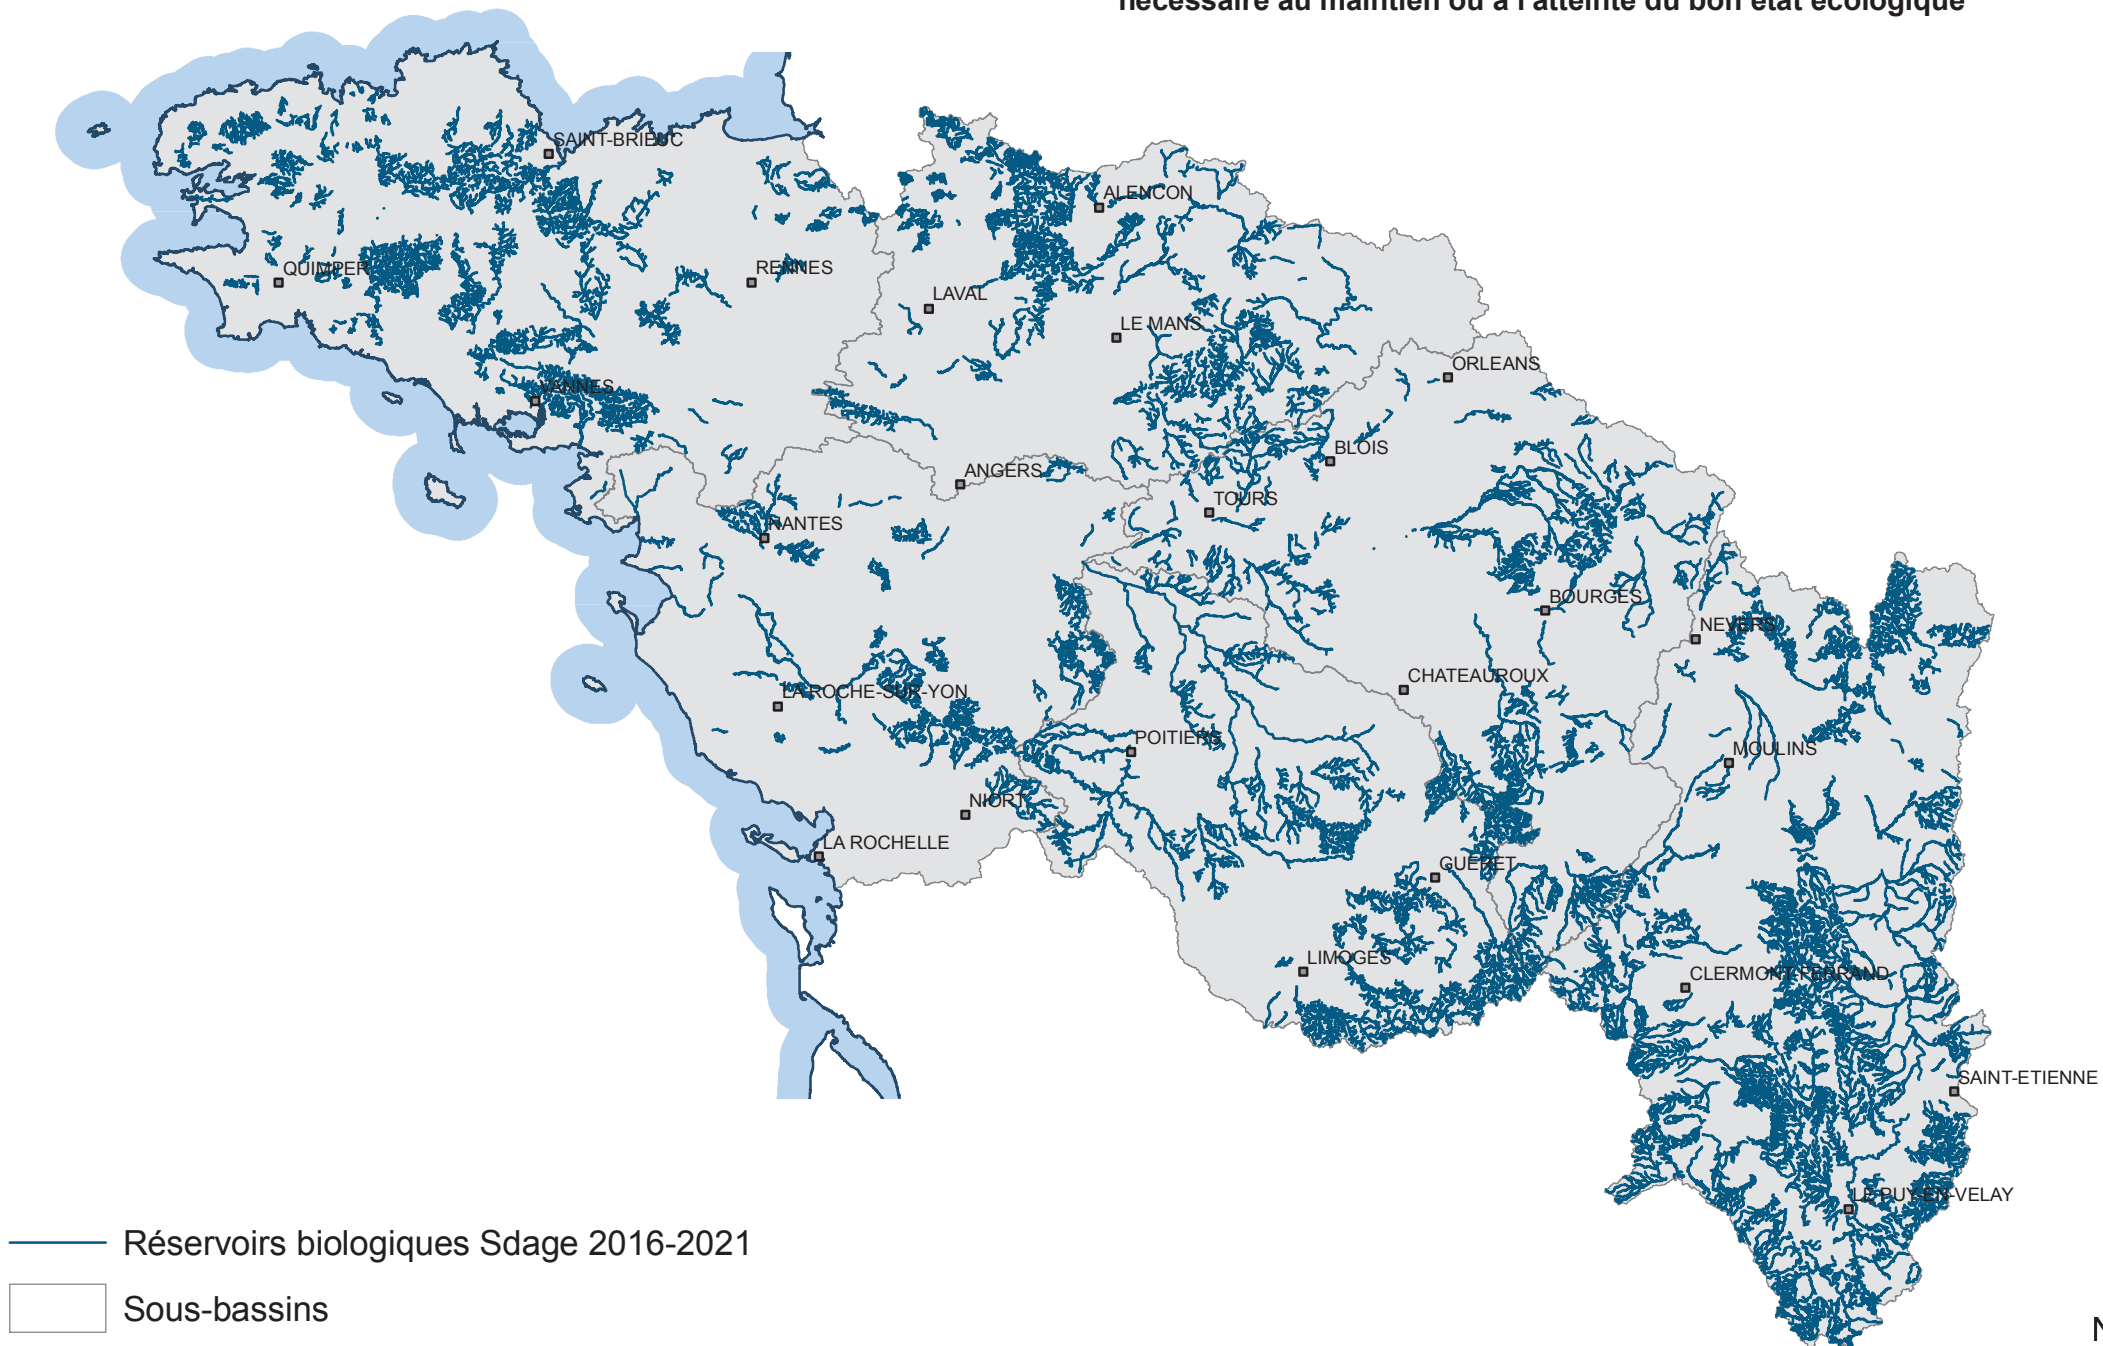 nécessaire au maintien ou à l'atteinte du bon état écologique
SAINT-BRIEUC
ALENCON
QUIMPER
RENNES
LAVAL
LE MANS
ORLEANS
VANNES
BLOIS
ANGERS
TOURS
NANTES
BOURGES
NEVERS
CHATEAUROUX
LA ROCHE-SUR-YON
POITIERS
MOULINS
NIORT
LA ROCHELLE
GUERET
LIMOGES
CLERMONT-FERRAND
SAINT-ETIENNE
LE PUY-EN-VELAY
Réservoirs biologiques Sdage 2016-2021
Sous-bassins
N